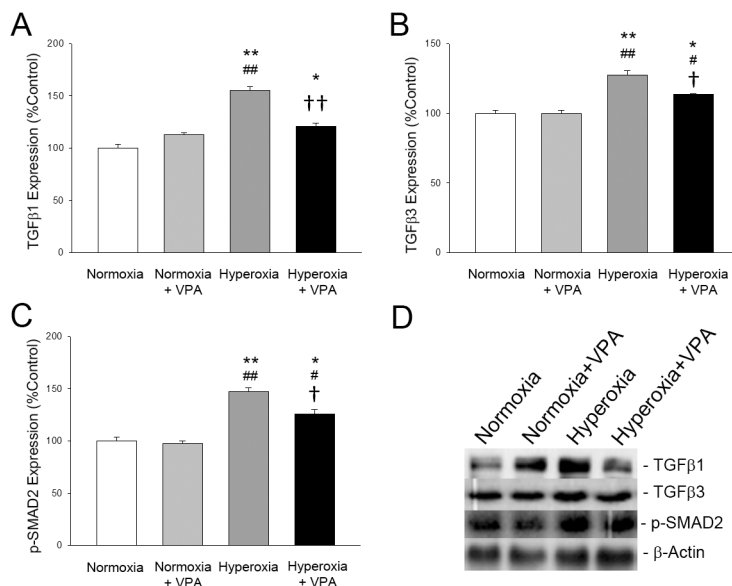 A
TGFβ1 Expression (%Control)
200
150
100
50
0
**
##
*
††
Normoxia
Normoxia
+ VPA
Hyperoxia
Hyperoxia
+ VPA
B
TGFβ3 Expression (%Control)
150
100
50
0
**
##
*
#
†
Normoxia
Normoxia
+ VPA
Hyperoxia
Hyperoxia
+ VPA
C
p-SMAD2 Expression (%Control)
200
150
100
50
0
**
##
*
#
†
Normoxia
Normoxia
+ VPA
Hyperoxia
Hyperoxia
+ VPA
D
Normoxia
Normoxia+VPA
Hyperoxia
Hyperoxia+VPA
- TGFβ1
- TGFβ3
- p-SMAD2
- β-Actin